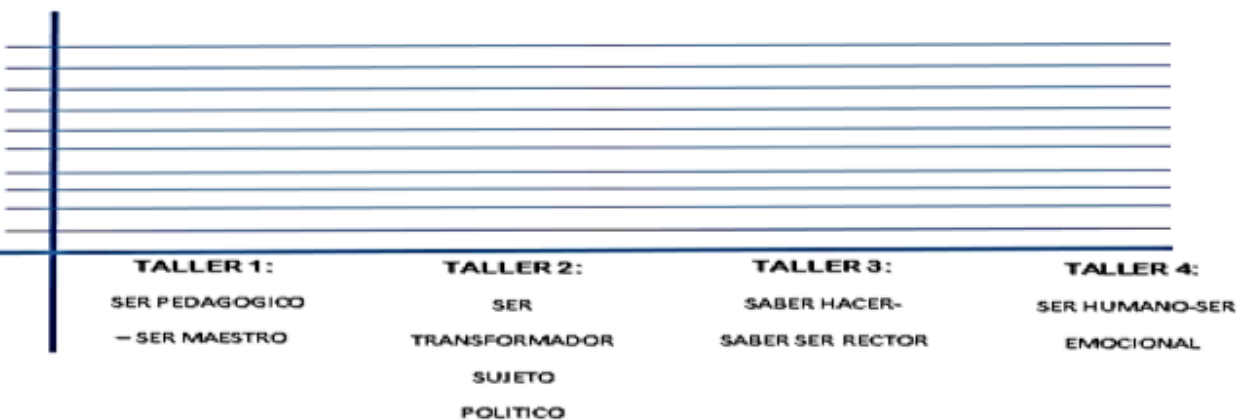 TALLER 1:
SER PEDAGOGICO
– SER MAESTRO
TALLER 2:
SER
TRANSFORMADOR
SUJETO
POLITICO
TALLER 3:
SABER HACER-
SABER SER RECTOR
TALLER 4:
SER HUMANO-SER
EMOCIONAL